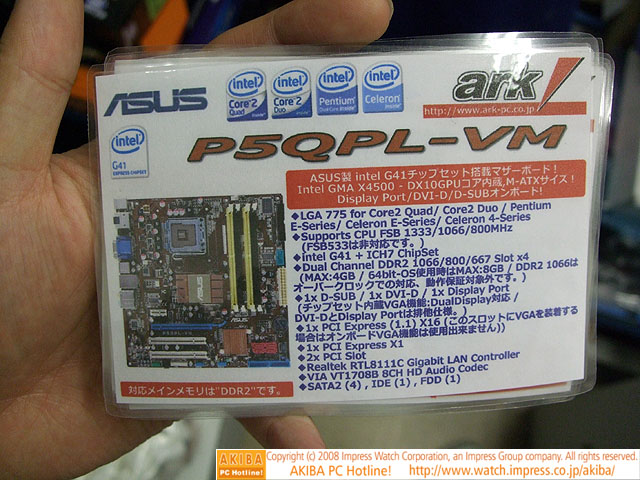 ASUS
intel Core 2 Quad inside
intel Core 2 Duo inside
intel Pentium Dual-Core inside
intel Celeron inside
ark
http://www.ark-pc.co.jp
intel
G41
EXPRESS CHIPSET
P5QPL-VM
ASUS製 intel G41チップセット搭載マザーボード!
Intel GMA X4500 - DX10GPUコア内蔵,M-ATXサイズ!
Display Port/DVI-D/D-SUBオンボード!
◆LGA 775 for Core2 Quad/ Core2 Duo / Pentium
E-Series/ Celeron E-Series/ Celeron 4-Series
◆Supports CPU FSB 1333/1066/800MHz
(FSB533は非対応です。)
◆intel G41 + ICH7 ChipSet
◆Dual Channel DDR2 1066/800/667 Slot x4
(MAX:4GB / 64bit-OS使用時はMAX:8GB / DDR2 1066は
オーバークロックでの対応、動作保証対象外です。)
◆1x D-SUB / 1x DVI-D / 1x Display Port
(チップセット内蔵VGA機能:DualDisplay対応 /
DVI-DとDisplay Portは排他仕様。)
◆1x PCI Express (1.1) X16 (このスロットにVGAを装着する
場合はオンボードVGA機能は使用出来ません))
◆1x PCI Express X1
◆2x PCI Slot
◆Realtek RTL8111C Gigabit LAN Controller
◆VIA VT1708B 8CH HD Audio Codec
◆SATA2 (4) , IDE (1) , FDD (1)
ASUS
対応メインメモリは"DDR2"です。
AKIBA
PC Hotline!
Copyright (c) 2008 Impress Watch Corporation, an Impress Group company. All rights reserved.
AKIBA PC Hotline! http://www.watch.impress.co.jp/akiba/